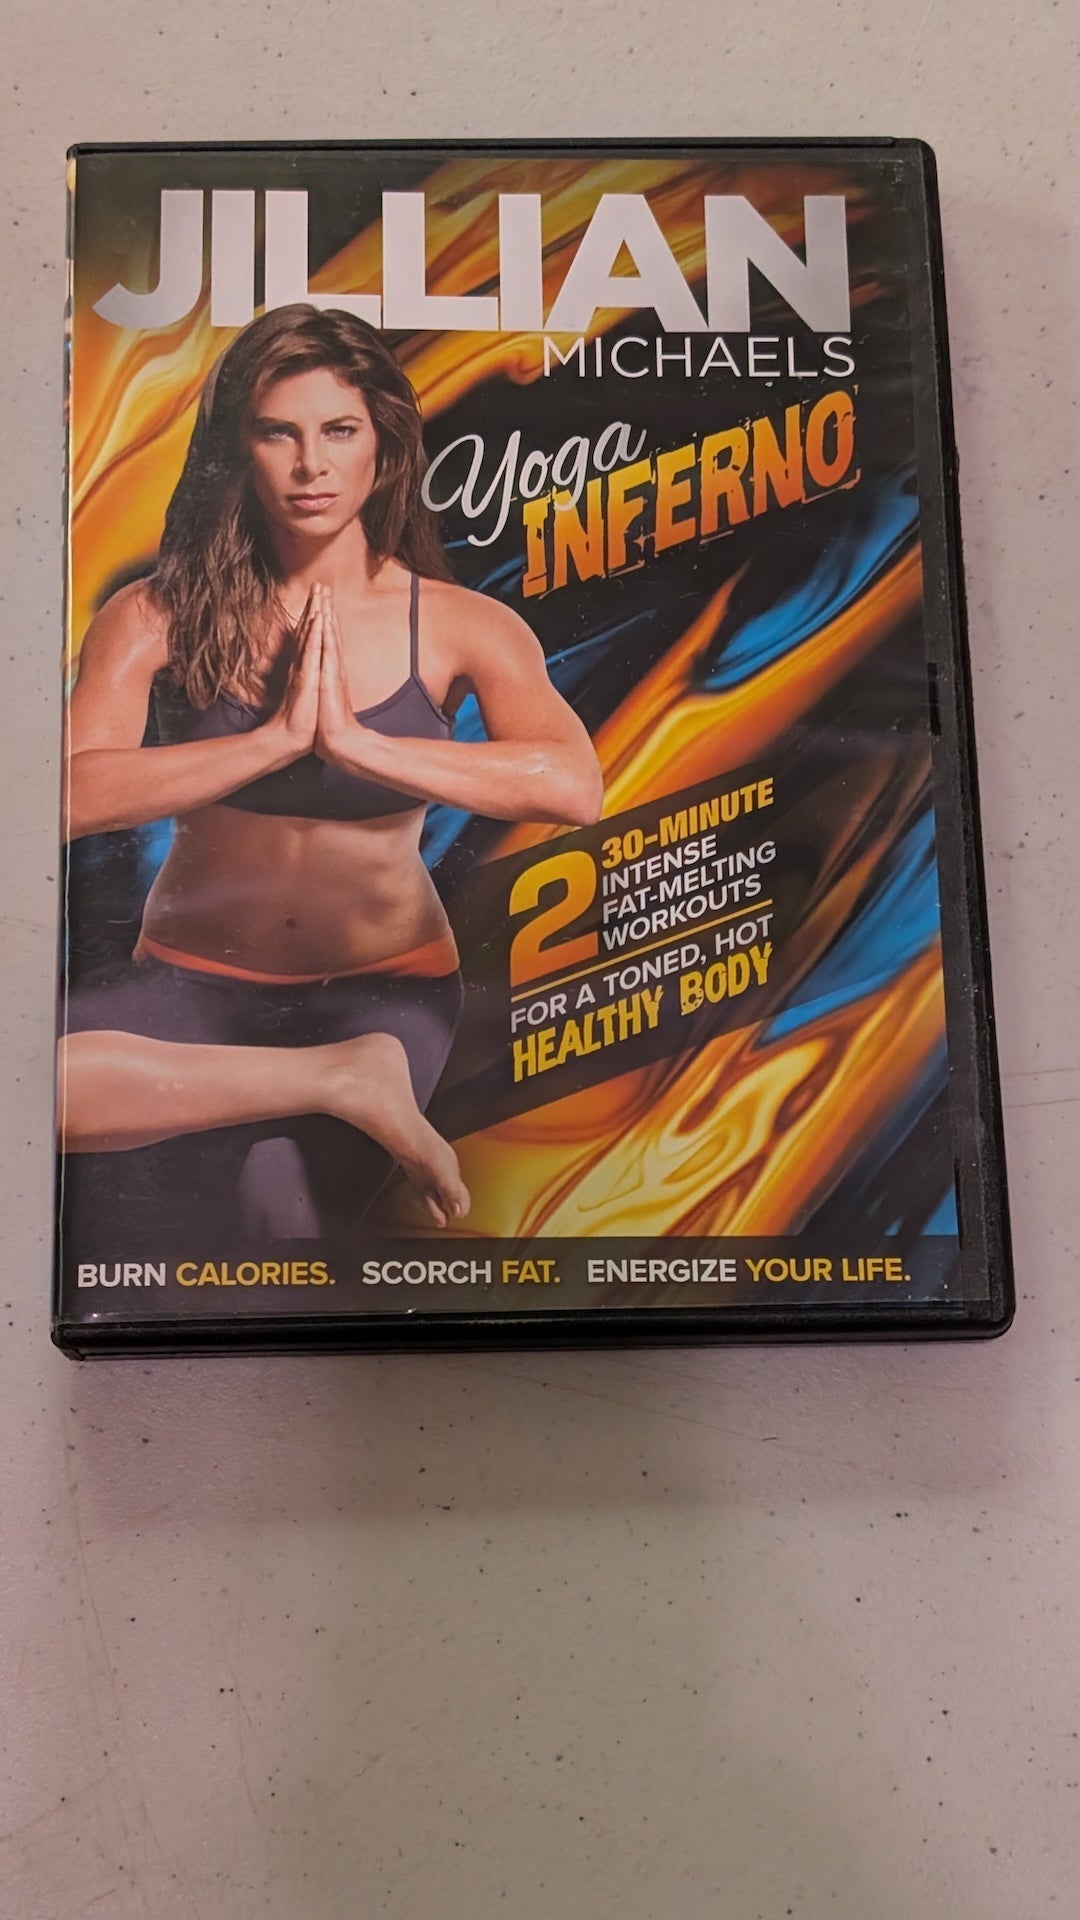 JILLIAN
MICHAELS
Yoga
INFERNO
2
30-MINUTE
INTENSE
FAT-MELTING
WORKOUTS
FOR A TONED, HOT
HEALTHY BODY
BURN CALORIES. SCORCH FAT. ENERGIZE YOUR LIFE.